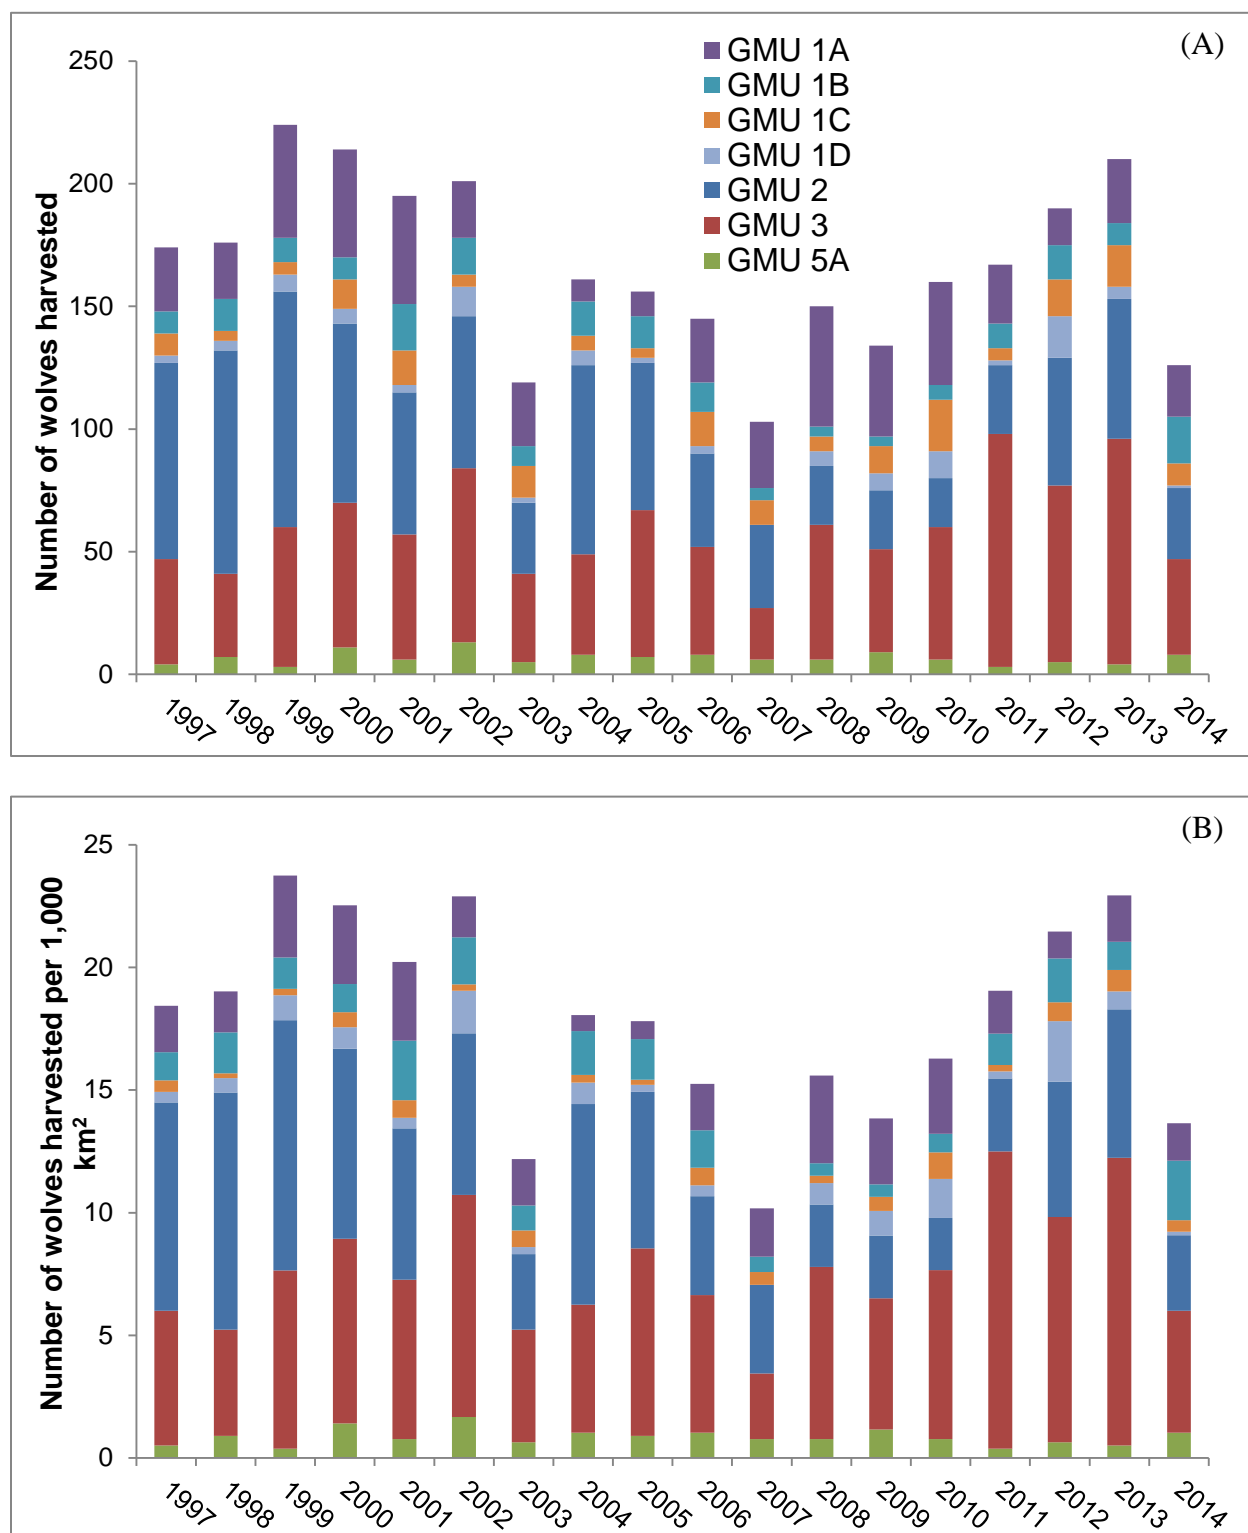 (A)
250
200
150
100
50
0
Number of wolves harvested
GMU 1A
GMU 1B
GMU 1C
GMU 1D
GMU 2
GMU 3
GMU 5A
1997 1998 1999 2000 2001 2002 2003 2004 2005 2006 2007 2008 2009 2010 2011 2012 2013 2014
(B)
25
20
15
10
5
0
Number of wolves harvested per 1,000
km²
1997 1998 1999 2000 2001 2002 2003 2004 2005 2006 2007 2008 2009 2010 2011 2012 2013 2014